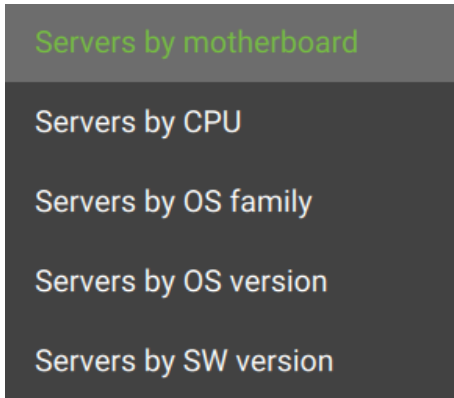 Servers by motherboard
Servers by CPU
Servers by OS family
Servers by OS version
Servers by SW version